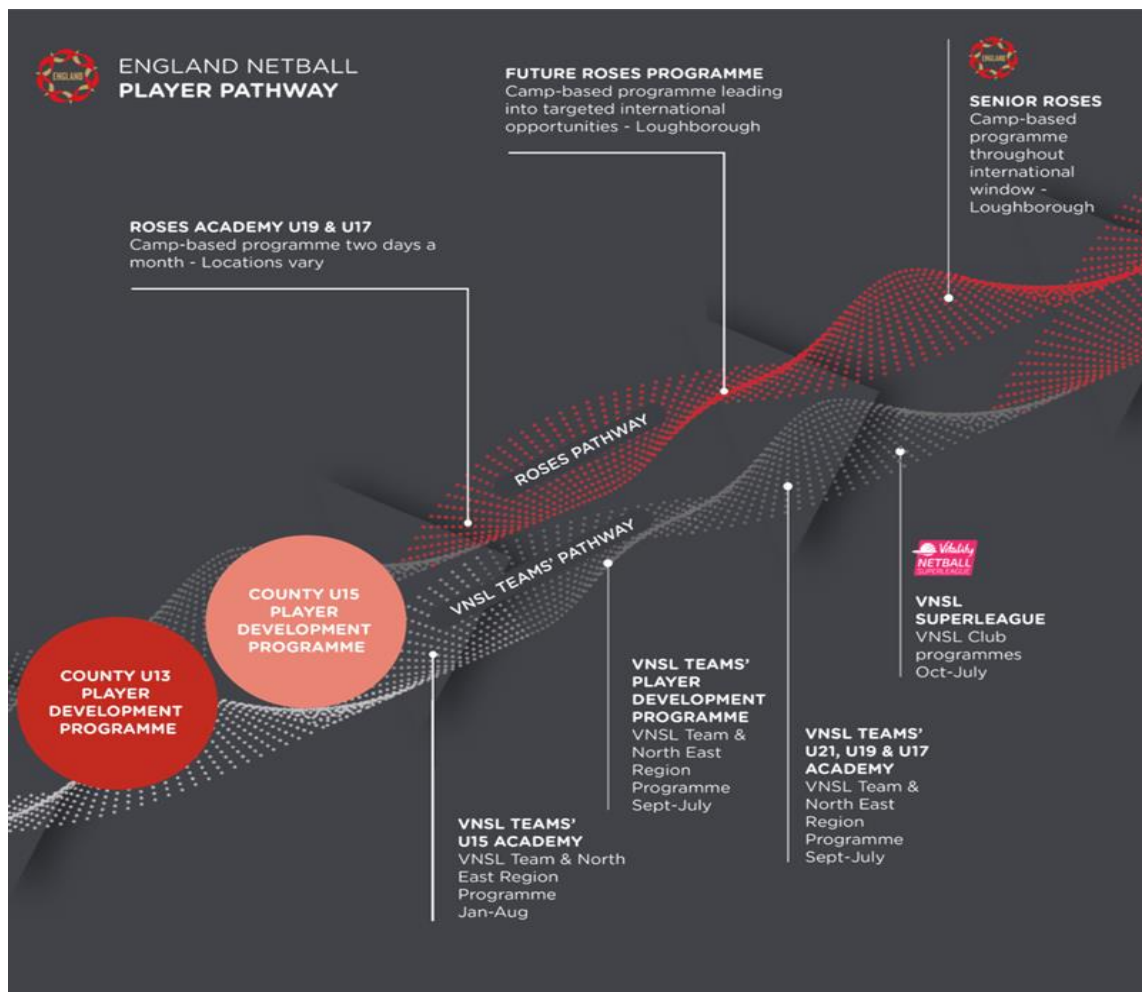 ENGLAND
ENGLAND NETBALL
PLAYER PATHWAY
FUTURE ROSES PROGRAMME
Camp-based programme leading
into targeted international
opportunities - Loughborough
ENGLAND
SENIOR ROSES
Camp-based
programme
throughout
international
window -
Loughborough
ROSES ACADEMY U19 & U17
Camp-based programme two days a
month - Locations vary
ROSES PATHWAY
VNSL TEAMS' PATHWAY
COUNTY U15
PLAYER
DEVELOPMENT
PROGRAMME
COUNTY U13
PLAYER
DEVELOPMENT
PROGRAMME
VNSL TEAMS'
U15 ACADEMY
VNSL Team & North
East Region
Programme
Jan-Aug
VNSL TEAMS'
PLAYER
DEVELOPMENT
PROGRAMME
VNSL Team &
North East
Region
Programme
Sept-July
VNSL TEAMS'
U21, U19 & U17
ACADEMY
VNSL Team &
North East
Region
Programme
Sept-July
Vitality
NETBALL
SUPERLEAGUE
VNSL
SUPERLEAGUE
VNSL Club
programmes
Oct-July